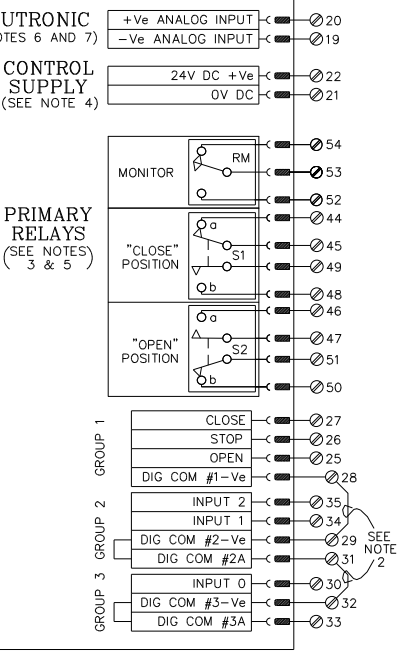 UTRONIC
OTES 6 AND 7)
+Ve ANALOG INPUT 20
-Ve ANALOG INPUT 19
CONTROL
SUPPLY
(SEE NOTE 4)
24V DC +Ve 22
0V DC 21
PRIMARY
RELAYS
(SEE NOTES
3 & 5)
MONITOR
RM
54
53
52
"CLOSE"
POSITION
a
S1
b
44
45
49
48
"OPEN"
POSITION
a
S2
b
46
47
51
50
GROUP 1
CLOSE 27
STOP 26
OPEN 25
DIG COM #1-Ve 28
GROUP 2
INPUT 2 35
INPUT 1 34
DIG COM #2-Ve 29
DIG COM #2A 31
SEE
NOTE
2
GROUP 3
INPUT 0 30
DIG COM #3-Ve 32
DIG COM #3A 33